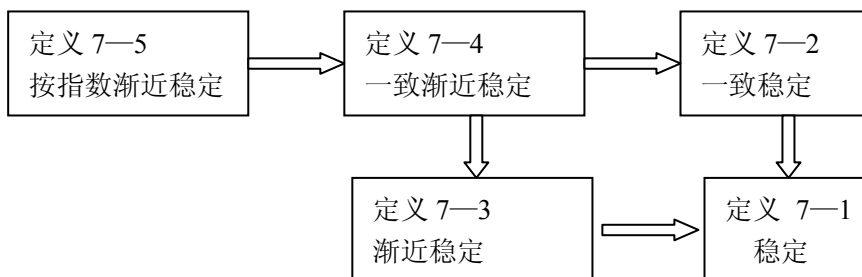 定义 7—5
按指数渐近稳定
定义 7—4
一致渐近稳定
定义 7—2
一致稳定
定义 7—3
渐近稳定
定义 7—1
稳定